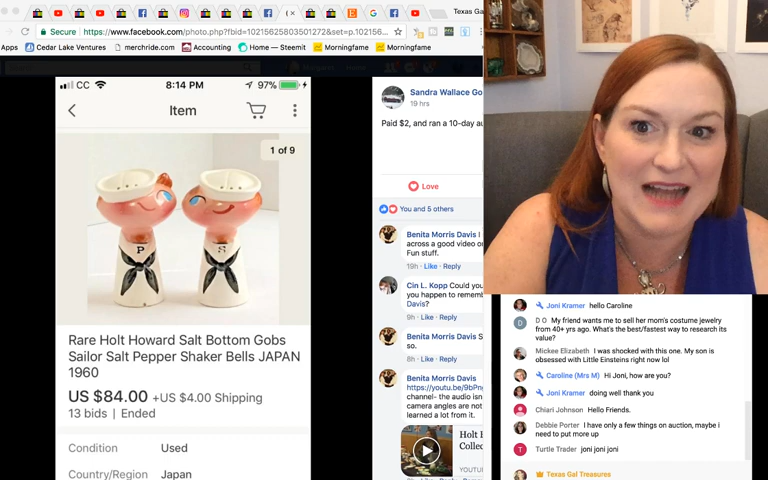 Texas Gal
Secure
https://www.facebook.com/photo.php?fbid=10215625803501272&set=p.102156...
Apps
Cedar Lake Ventures
merchride.com
Accounting
Home — Steemit
Morningfame
Morningfame
CC
8:14 PM
97%
Item
1 of 9
P
S
Rare Holt Howard Salt Bottom Gobs
Sailor Salt Pepper Shaker Bells JAPAN
1960
US $84.00 +US $4.00 Shipping
13 bids | Ended
Condition Used
Country/Region Japan
Sandra Wallace Go
19 hrs
Paid $2, and ran a 10-day au
Love
You and 5 others
Benita Morris Davis I
across a good video o
Fun stuff.
19h · Like · Reply
Cin L. Kopp Could you
you happen to rememb
Davis?
9h · Like · Reply
Benita Morris Davis S
so.
8h · Like · Reply
Benita Morris Davis
https://youtu.be/9bPn
channel- the audio isn
camera angles are not
learned a lot from it.
Holt H
Collec
YOUTU
Joni Kramer hello Caroline
D O My friend wants me to sell her mom's costume jewelry
from 40+ yrs ago. What's the best/fastest way to research its
value?
Mickee Elizabeth I was shocked with this one. My son is
obsessed with Little Einsteins right now lol
Caroline (Mrs M) Hi Joni, how are you?
Joni Kramer doing well thank you
Chiari Johnson Hello Friends.
Debbie Porter I have only a few things on auction, maybe i
need to put more up
Turtle Trader joni joni joni
Texas Gal Treasures